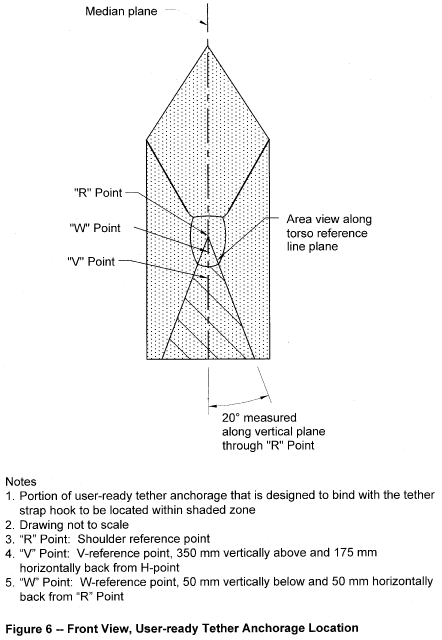 Median plane
"R" Point
"W" Point
"V" Point
Area view along
torso reference
line plane
20° measured
along vertical plane
through "R" Point
Notes
1. Portion of user-ready tether anchorage that is designed to bind with the tether
strap hook to be located within shaded zone
2. Drawing not to scale
3. “R” Point:  Shoulder reference point
4. “V” Point:  V-reference point, 350 mm vertically above and 175 mm
horizontally back from H-point
5. “W” Point:  W-reference point, 50 mm vertically below and 50 mm horizontally
back from “R” Point
Figure 6 -- Front View, User-ready Tether Anchorage Location